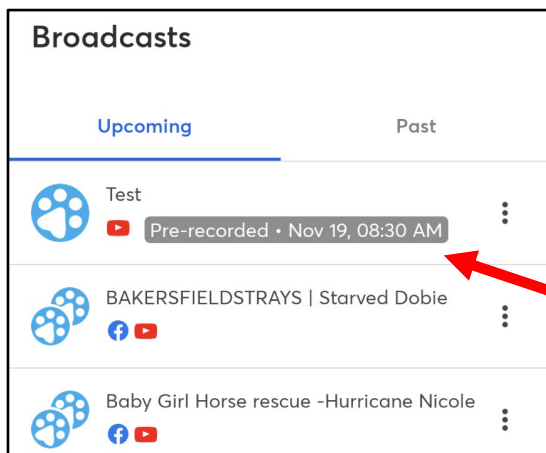 Broadcasts
Upcoming Past
Test
Pre-recorded • Nov 19, 08:30 AM
BAKERSFIELDSTRAYS | Starved Dobie
Baby Girl Horse rescue -Hurricane Nicole